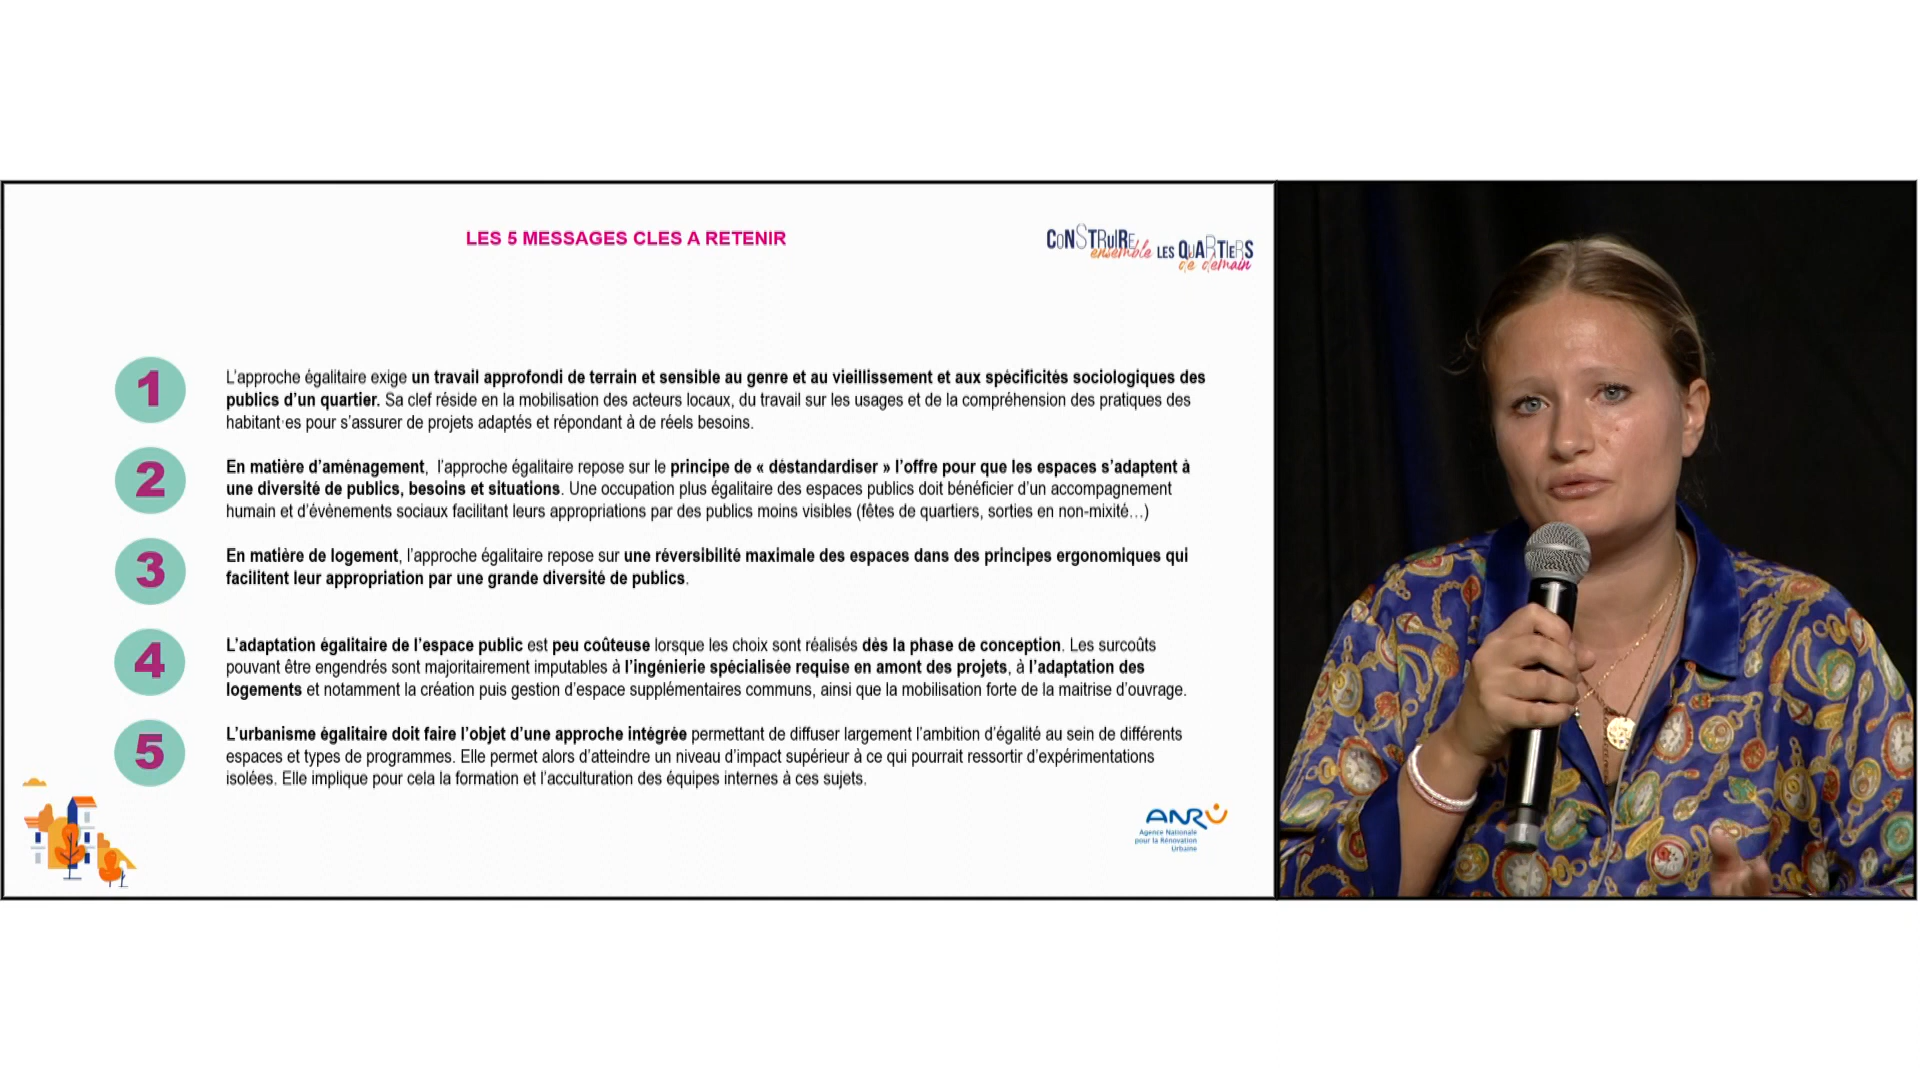 LES 5 MESSAGES CLES A RETENIR
CONSTRUIRE
ensemble LES QUARTIERS
de demain
1
L’approche égalitaire exige un travail approfondi de terrain et sensible au genre et au vieillissement et aux spécificités sociologiques des
publics d’un quartier. Sa clef réside en la mobilisation des acteurs locaux, du travail sur les usages et de la compréhension des pratiques des
habitant·es pour s’assurer de projets adaptés et répondant à de réels besoins.
2
En matière d’aménagement, l’approche égalitaire repose sur le principe de « déstandardiser » l’offre pour que les espaces s’adaptent à
une diversité de publics, besoins et situations. Une occupation plus égalitaire des espaces publics doit bénéficier d’un accompagnement
humain et d’évènements sociaux facilitant leurs appropriations par des publics moins visibles (fêtes de quartiers, sorties en non-mixité…)
3
En matière de logement, l’approche égalitaire repose sur une réversibilité maximale des espaces dans des principes ergonomiques qui
facilitent leur appropriation par une grande diversité de publics.
4
L’adaptation égalitaire de l’espace public est peu coûteuse lorsque les choix sont réalisés dès la phase de conception. Les surcoûts
pouvant être engendrés sont majoritairement imputables à l’ingénierie spécialisée requise en amont des projets, à l’adaptation des
logements et notamment la création puis gestion d’espace supplémentaires communs, ainsi que la mobilisation forte de la maitrise d’ouvrage.
5
L’urbanisme égalitaire doit faire l’objet d’une approche intégrée permettant de diffuser largement l’ambition d’égalité au sein de différents
espaces et types de programmes. Elle permet alors d’atteindre un niveau d’impact supérieur à ce qui pourrait ressortir d’expérimentations
isolées. Elle implique pour cela la formation et l’acculturation des équipes internes à ces sujets.
ANRU
Agence Nationale
pour la Rénovation
Urbaine